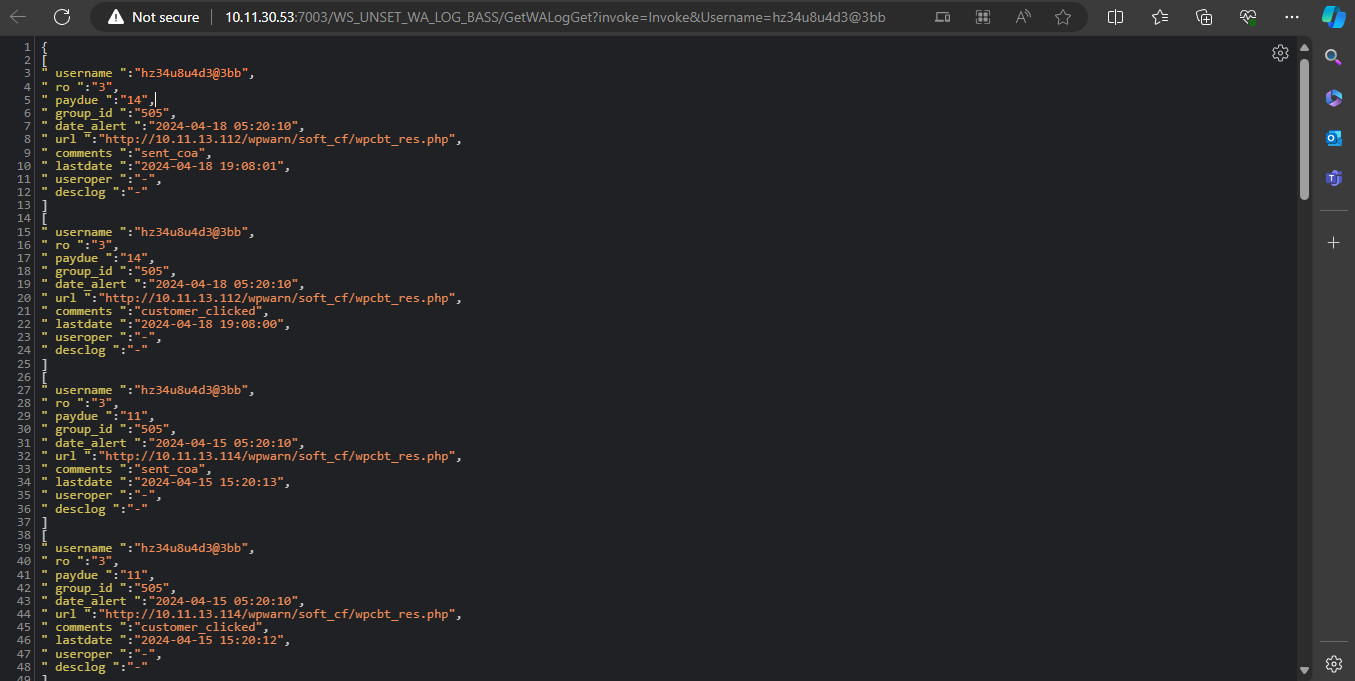 Not secure
10.11.30.53:7003/WS_UNSET_WA_LOG_BASS/GetWALogGet?invoke=Invoke&Username=hz34u8u4d3@3bb
1 {
2 [
3 " username ":"hz34u8u4d3@3bb",
4 " ro ":"3",
5 " paydue ":"14",
6 " group_id ":"505",
7 " date_alert ":"2024-04-18 05:20:10",
8 " url ":"http://10.11.13.112/wpwarn/soft_cf/wpcbt_res.php",
9 " comments ":"sent_coa",
10 " lastdate ":"2024-04-18 19:08:01",
11 " useroper ":"-",
12 " desclog ":"-"
13 ]
14 [
15 " username ":"hz34u8u4d3@3bb",
16 " ro ":"3",
17 " paydue ":"14",
18 " group_id ":"505",
19 " date_alert ":"2024-04-18 05:20:10",
20 " url ":"http://10.11.13.112/wpwarn/soft_cf/wpcbt_res.php",
21 " comments ":"customer_clicked",
22 " lastdate ":"2024-04-18 19:08:00",
23 " useroper ":"-",
24 " desclog ":"-"
25 ]
26 [
27 " username ":"hz34u8u4d3@3bb",
28 " ro ":"3",
29 " paydue ":"11",
30 " group_id ":"505",
31 " date_alert ":"2024-04-15 05:20:10",
32 " url ":"http://10.11.13.114/wpwarn/soft_cf/wpcbt_res.php",
33 " comments ":"sent_coa",
34 " lastdate ":"2024-04-15 15:20:13",
35 " useroper ":"-",
36 " desclog ":"-"
37 ]
38 [
39 " username ":"hz34u8u4d3@3bb",
40 " ro ":"3",
41 " paydue ":"11",
42 " group_id ":"505",
43 " date_alert ":"2024-04-15 05:20:10",
44 " url ":"http://10.11.13.114/wpwarn/soft_cf/wpcbt_res.php",
45 " comments ":"customer_clicked",
46 " lastdate ":"2024-04-15 15:20:12",
47 " useroper ":"-",
48 " desclog ":"-"
49 ]